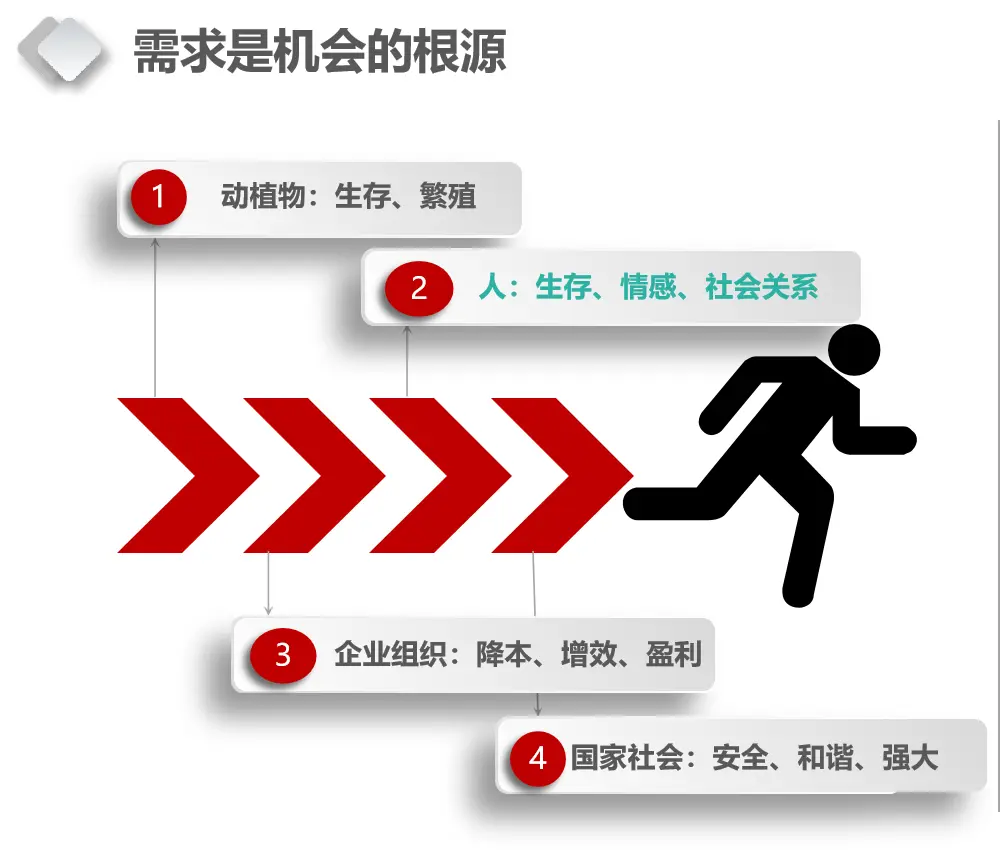 需求是机会的根源
1 动植物：生存、繁殖
2 人：生存、情感、社会关系
3 企业组织：降本、增效、盈利
4 国家社会：安全、和谐、强大